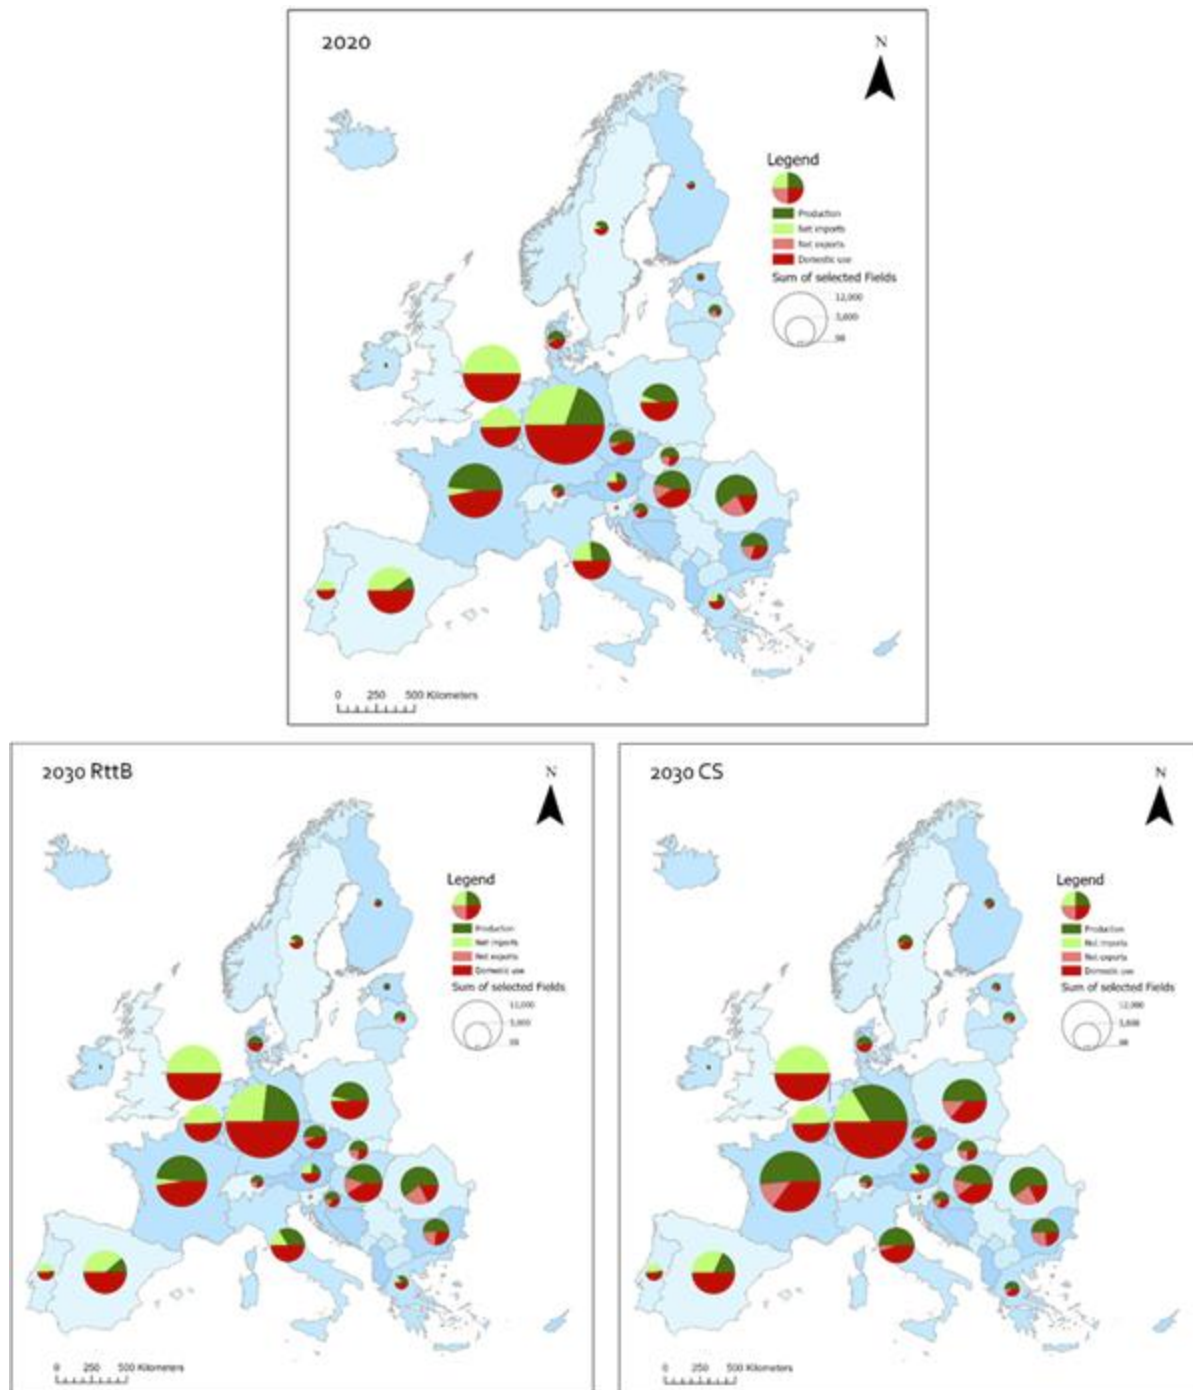 2020
N
Legend
Production
Net imports
Net exports
Domestic use
Sum of selected Fields
12,000
98
0 250 500 Kilometers
2030 RttB
N
Legend
Production
Net imports
Net exports
Domestic use
Sum of selected Fields
12,000
0 250 500 Kilometers
2030 CS
N
Legend
Production
Net imports
Net exports
Domestic use
Sum of selected Fields
12,000
0 250 500 Kilometers